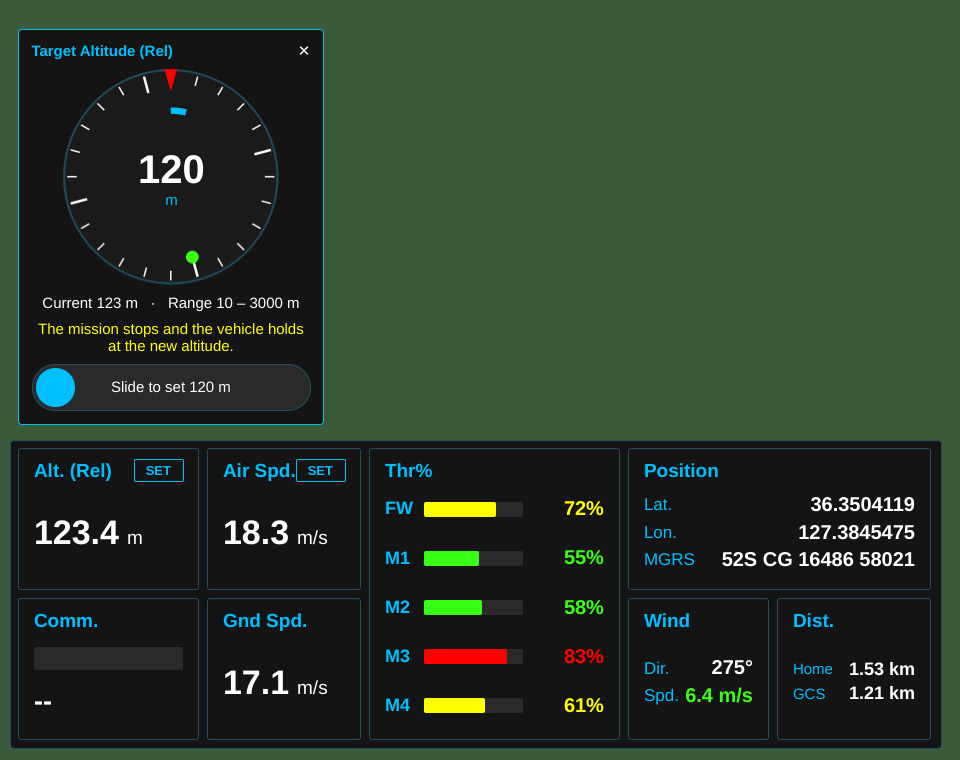 Target Altitude (Rel) ×
120
m
Current 123 m · Range 10 – 3000 m
The mission stops and the vehicle holds
at the new altitude.
Slide to set 120 m
Alt. (Rel) SET
123.4 m
Air Spd. SET
18.3 m/s
Comm.
--
Gnd Spd.
17.1 m/s
Thr%
FW 72%
M1 55%
M2 58%
M3 83%
M4 61%
Position
Lat. 36.3504119
Lon. 127.3845475
MGRS 52S CG 16486 58021
Wind
Dir. 275°
Spd. 6.4 m/s
Dist.
Home 1.53 km
GCS 1.21 km